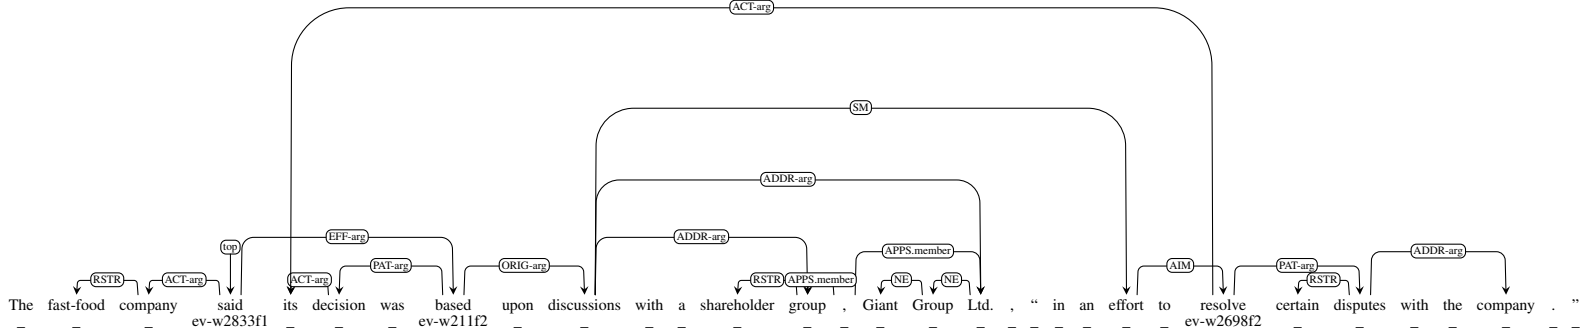 ACT-arg
SM
ADDR-arg
top EFF-arg ADDR-arg
APPS.member ADDR-arg
PAT-arg ORIG-arg AIM PAT-arg
RSTR ACT-arg ACT-arg RSTR APPS.member NE NE RSTR
The fast-food company said its decision was based upon discussions with a shareholder group , Giant Group Ltd. , “ in an effort to resolve certain disputes with the company . ”
_ _ _ ev-w2833f1 _ _ _ ev-w211f2 _ _ _ _ _ _ _ _ _ _ _ _ _ _ _ _ ev-w2698f2 _ _ _ _ _ _ _